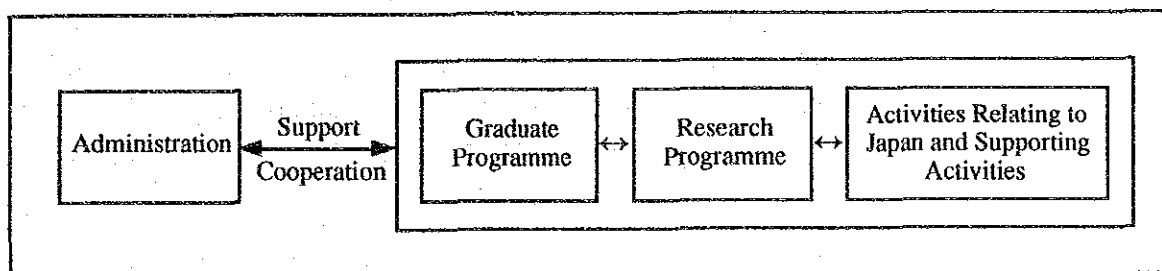 Administration
Support
Cooperation
Graduate
Programme
Research
Programme
Activities Relating to
Japan and Supporting
Activities